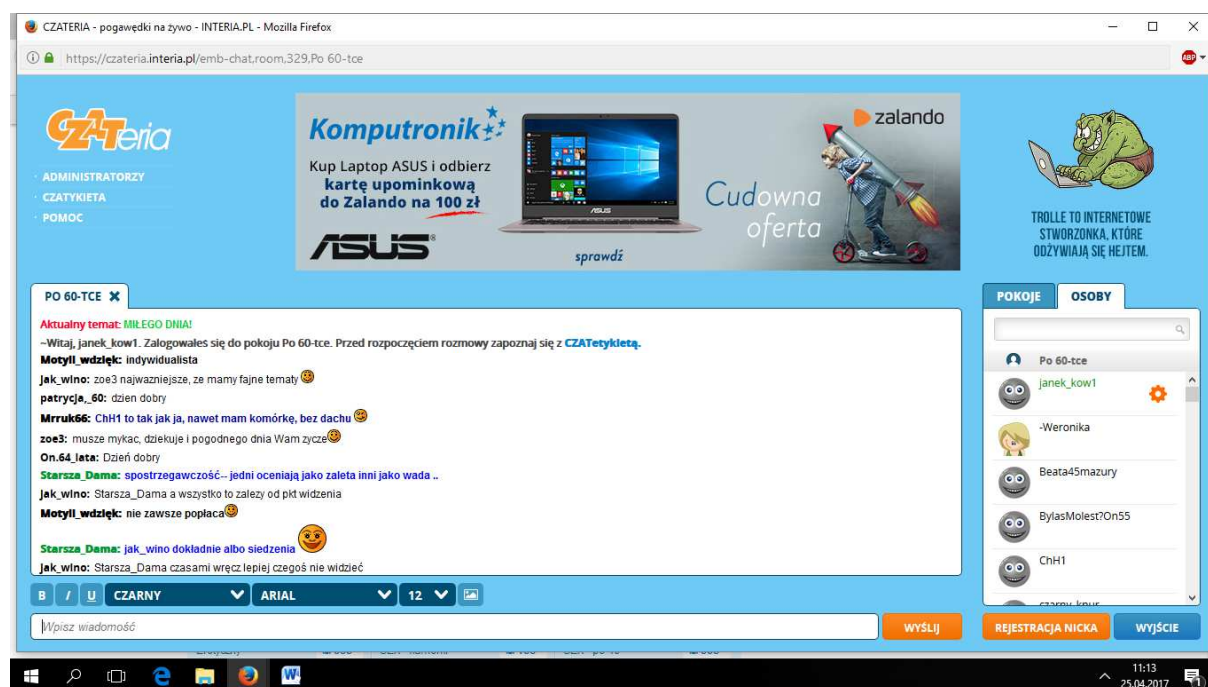 CZATERIA - pogawędki na żywo - INTERIA.PL - Mozilla Firefox
https://czateria.interia.pl/emb-chat,room,329,Po 60-tce
ABP
CZATeria
ADMINISTRATORZY
CZATYKIETA
POMOC
Komputronik
Kup Laptop ASUS i odbierz
kartę upominkową
do Zalando na 100 zł
ASUS
sprawdź
zalando
Cudowna
oferta
TROLLE TO INTERNETOWE
STWORZONKA, KTÓRE
ODŻYWIAJĄ SIĘ HEJTEM.
PO 60-TCE
Aktualny temat: MIŁEGO DNIA!
~Witaj, janek_kow1. Zalogowałes się do pokoju Po 60-tce. Przed rozpoczęciem rozmowy zapoznaj się z CZATetykietą.
Motyli_wdzięk: indywidualista
jak_wino: zoe3 najwazniejsze, ze mamy fajne tematy
patrycja,_60: dzien dobry
Mrruk66: ChH1 to tak jak ja, nawet mam komórkę, bez dachu
zoe3: musze mykac, dziekuje i pogodnego dnia Wam zycze
On.64_lata: Dzień dobry
Starsza_Dama: spostrzegawczość-- jedni oceniają jako zaleta inni jako wada ..
jak_wino: Starsza_Dama a wszystko to zalezy od pkt widzenia
Motyli_wdzięk: nie zawsze popłaca
Starsza_Dama: jak_wino dokładnie albo siedzenia
jak_wino: Starsza_Dama czasami wręcz lepiej czegoś nie widzieć
B I U CZARNY ARIAL 12
Wpisz wiadomość
WYŚLIJ
POKOJE OSOBY
Po 60-tce
janek_kow1
-Weronika
Beata45mazury
BylasMolest?On55
ChH1
czarny_knur
REJESTRACJA NICKA WYJŚCIE
11:13
25.04.2017